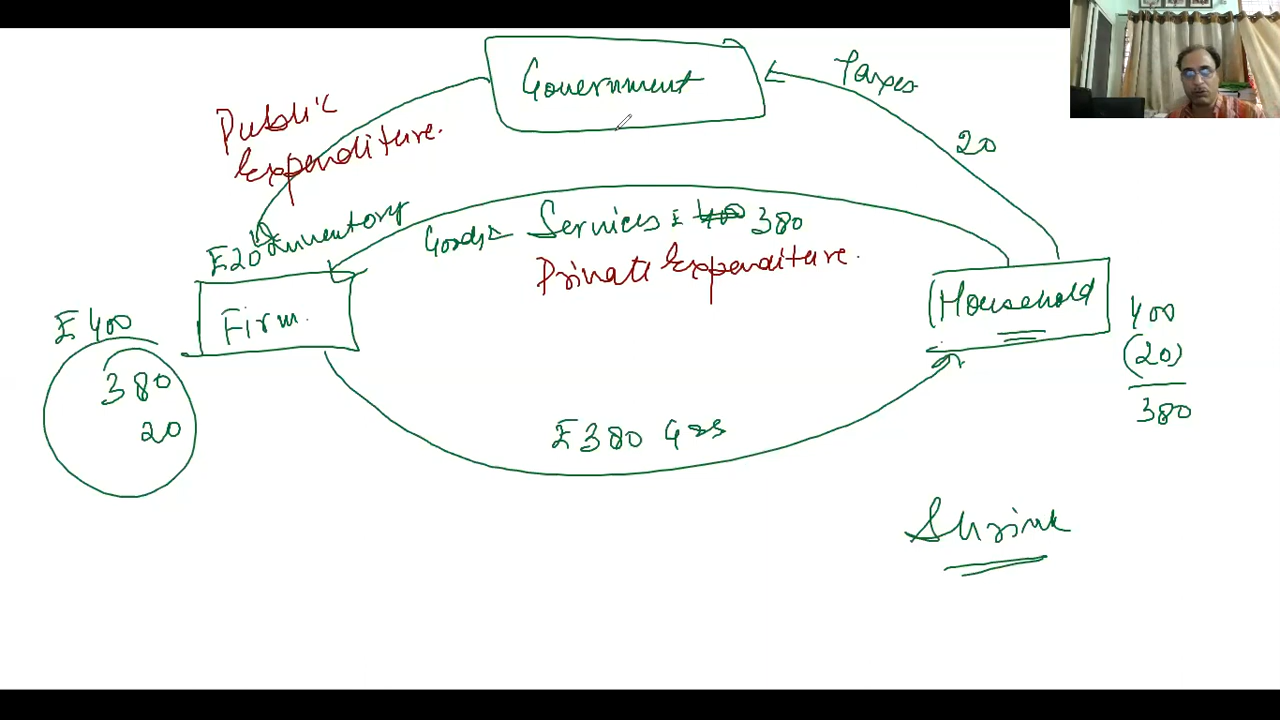 Government
Taxes
20
Public
Expenditure.
£20 Inventory
Goods & Services £ 400 380
Private Expenditure.
Firm.
Household
£400
380
20
400
(20)
380
£380 G&S
Shrink